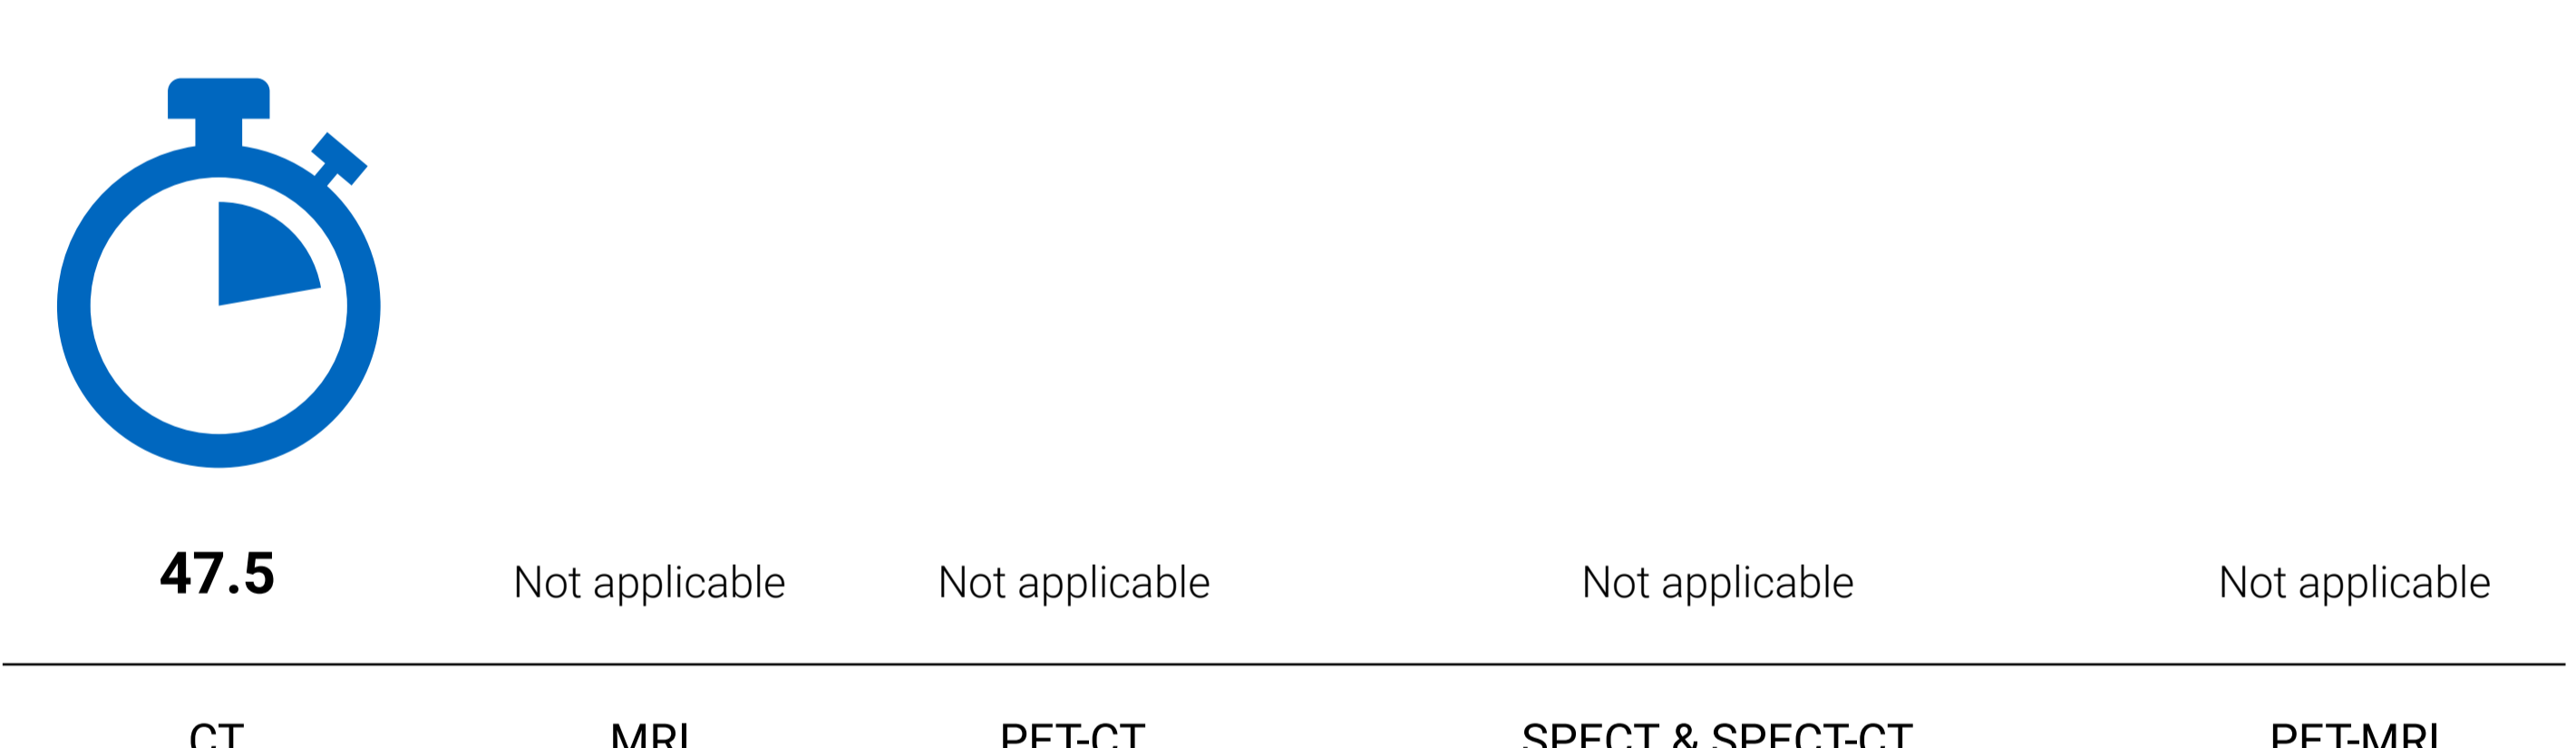 47.5 Not applicable Not applicable Not applicable Not applicable
CT MRI PET-CT SPECT & SPECT-CT PET-MRI